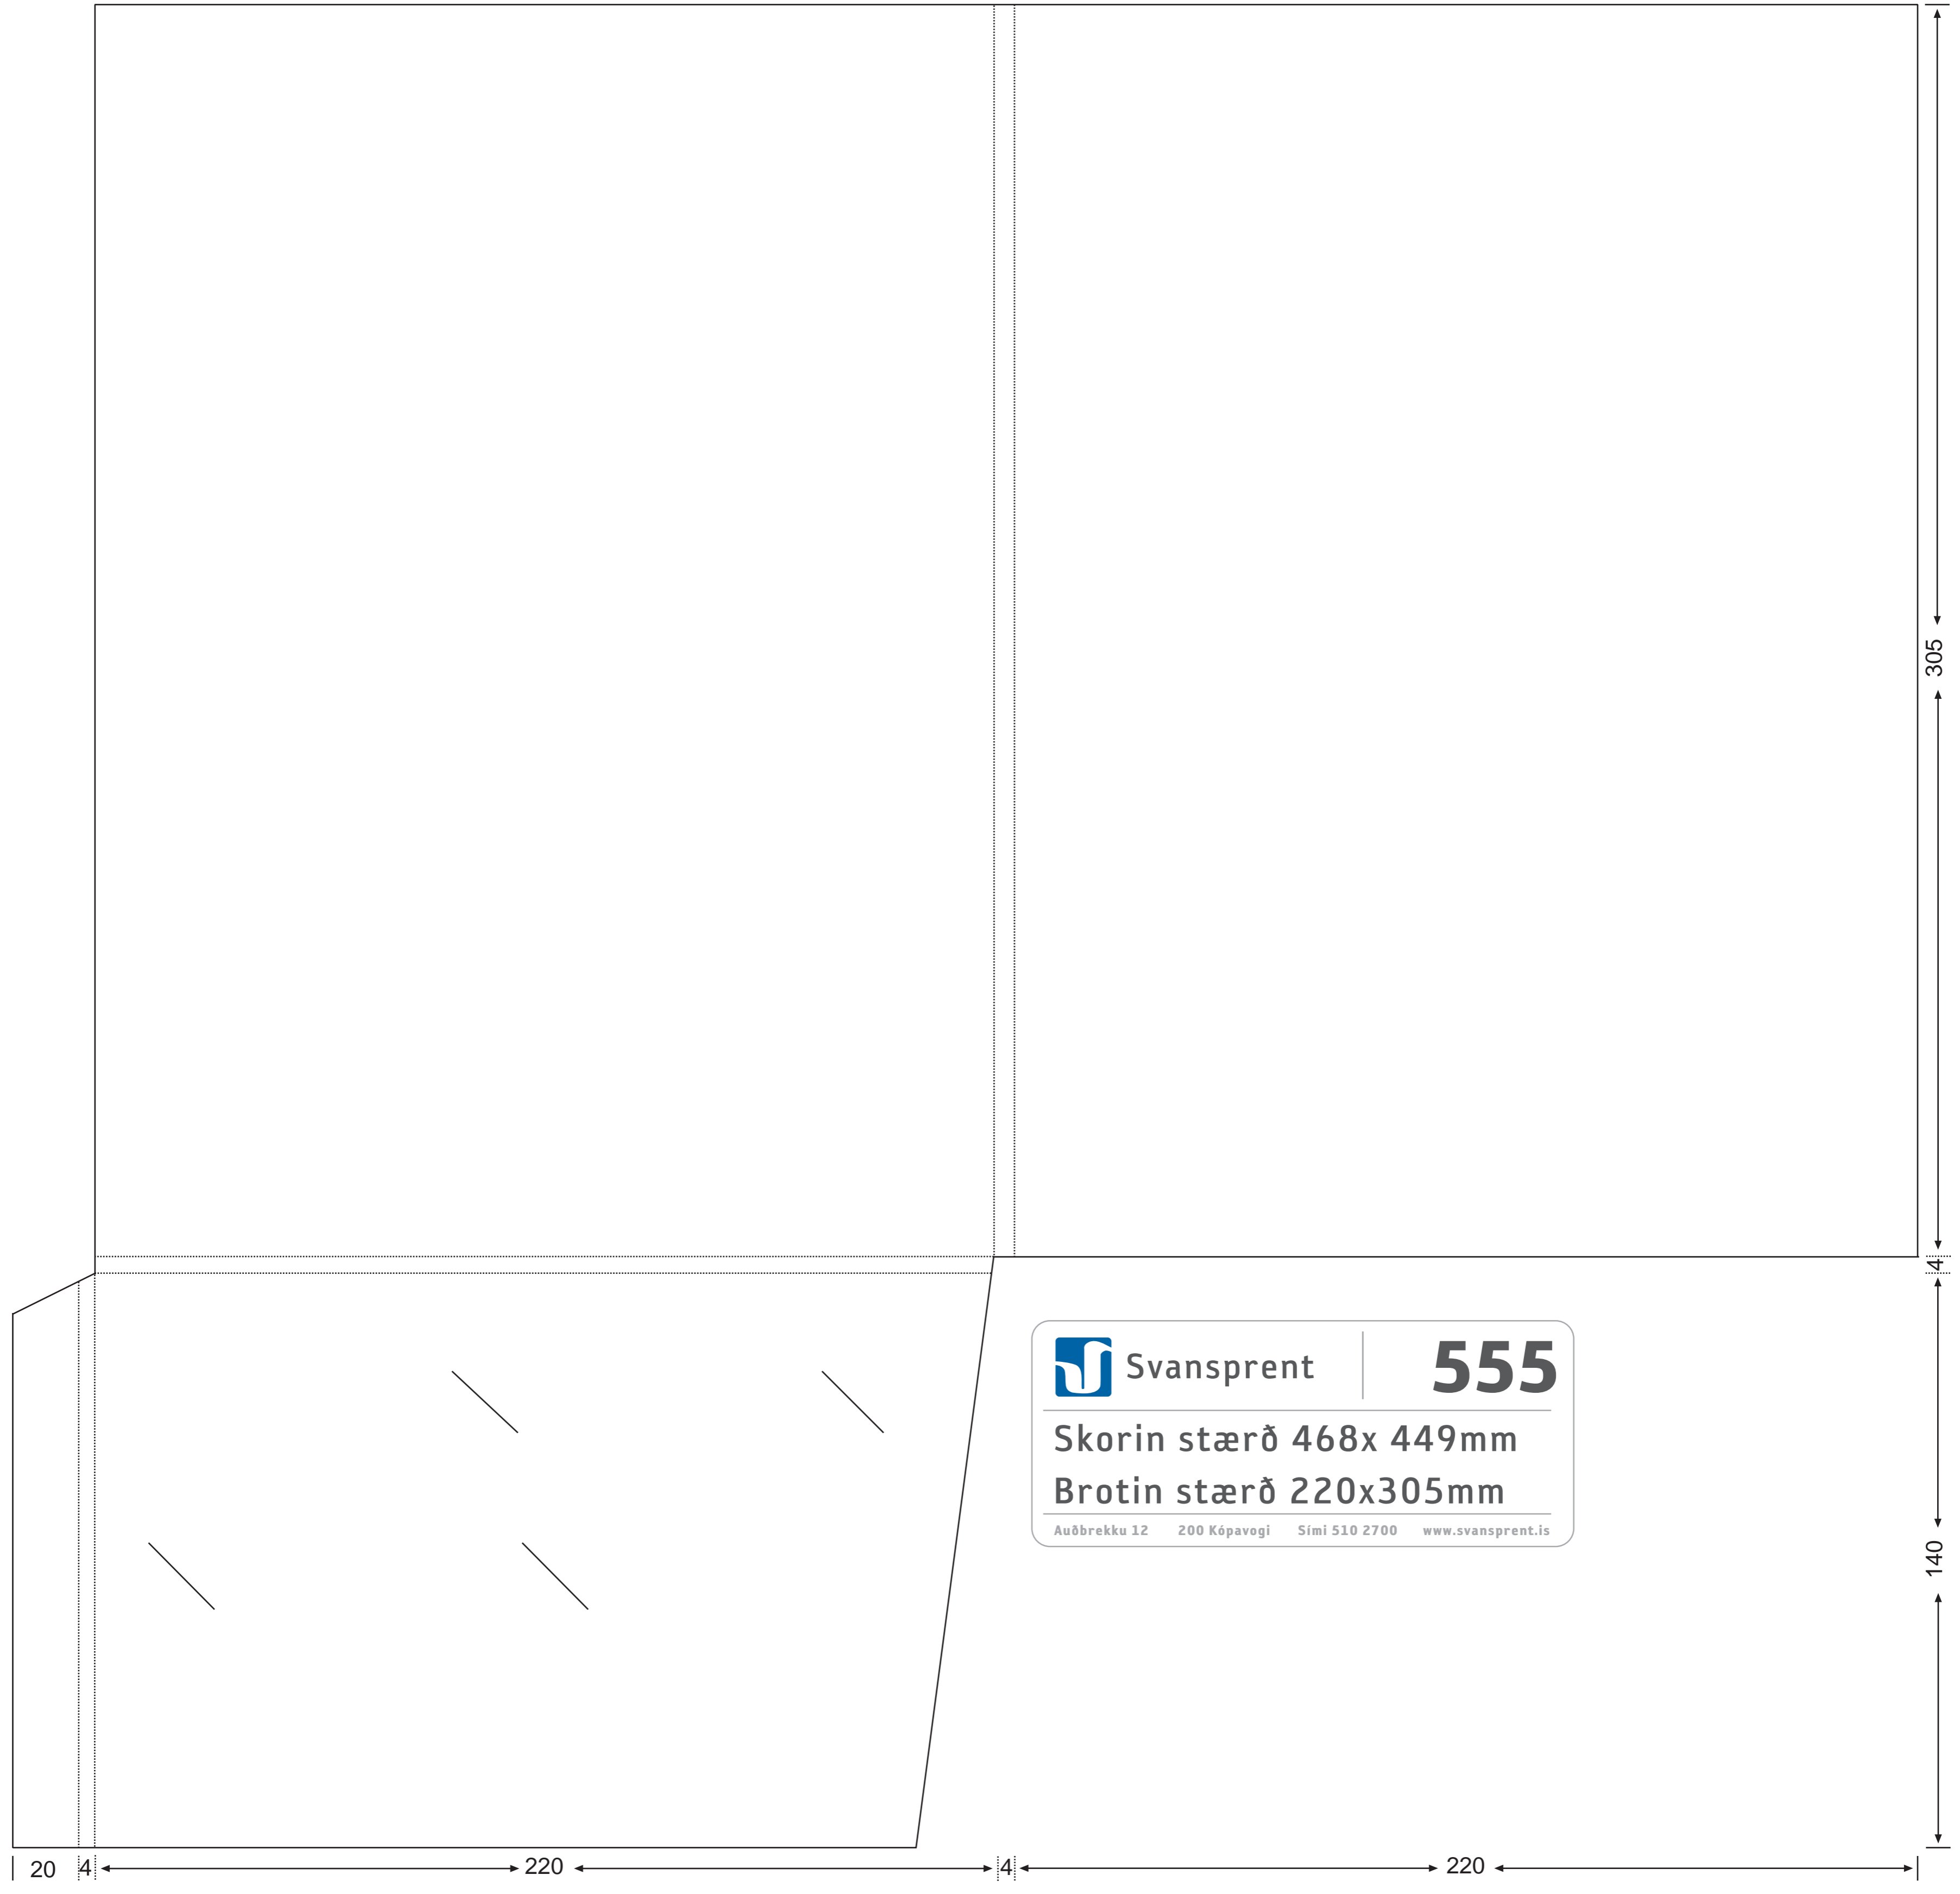 305
4
Svansprent 555
Skorin stærð 468x 449mm
Brotin stærð 220x305mm
Auðbrekku 12 200 Kópavogi Sími 510 2700 www.svansprent.is
140
20 4 220 4 220